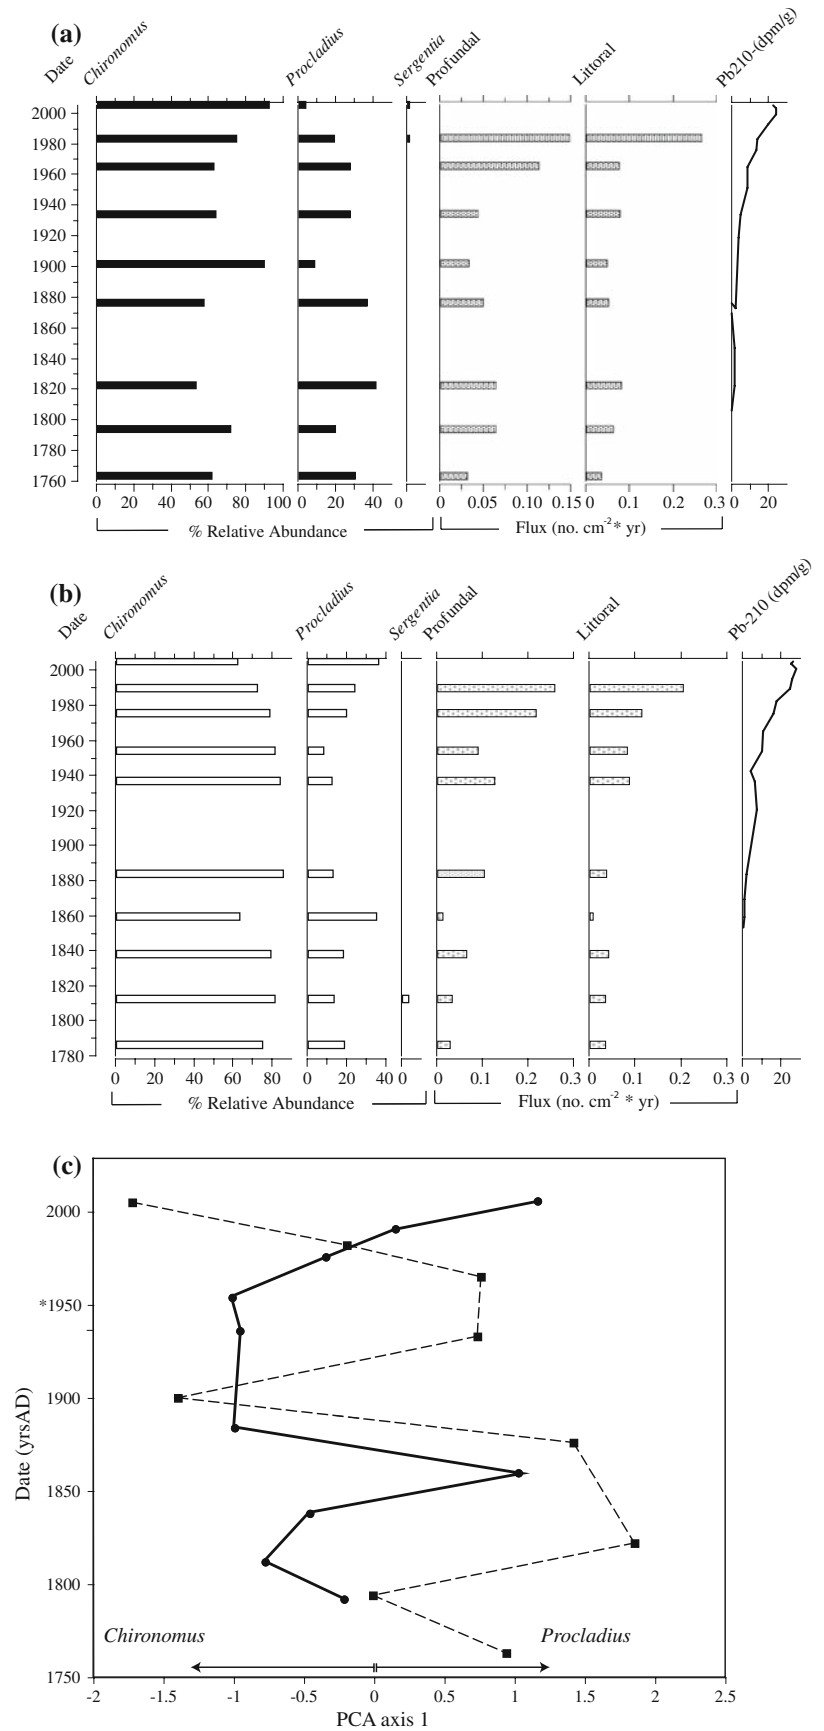 (a)
Date
Chironomus
Procladius
Sergentia
Profundal
Littoral
Pb210-(dpm/g)
2000
1980
1960
1940
1920
1900
1880
1860
1840
1820
1800
1780
1760
0 20 40 60 80 100 0 20 40 0 0 0.05 0.10 0.15 0 0.1 0.2 0.3 0 20
% Relative Abundance Flux (no. cm⁻² * yr)
(b)
Date
Chironomus
Procladius
Sergentia
Profundal
Littoral
Pb-210 (dpm/g)
2000
1980
1960
1940
1920
1900
1880
1860
1840
1820
1800
1780
0 20 40 60 80 0 20 40 0 0 0.1 0.2 0.3 0 0.1 0.2 0.3 0 20
% Relative Abundance Flux (no. cm⁻² * yr)
(c)
2000
*1950
1900
1850
1800
1750
Date (yrsAD)
Chironomus Procladius
-2 -1.5 -1 -0.5 0 0.5 1 1.5 2 2.5
PCA axis 1